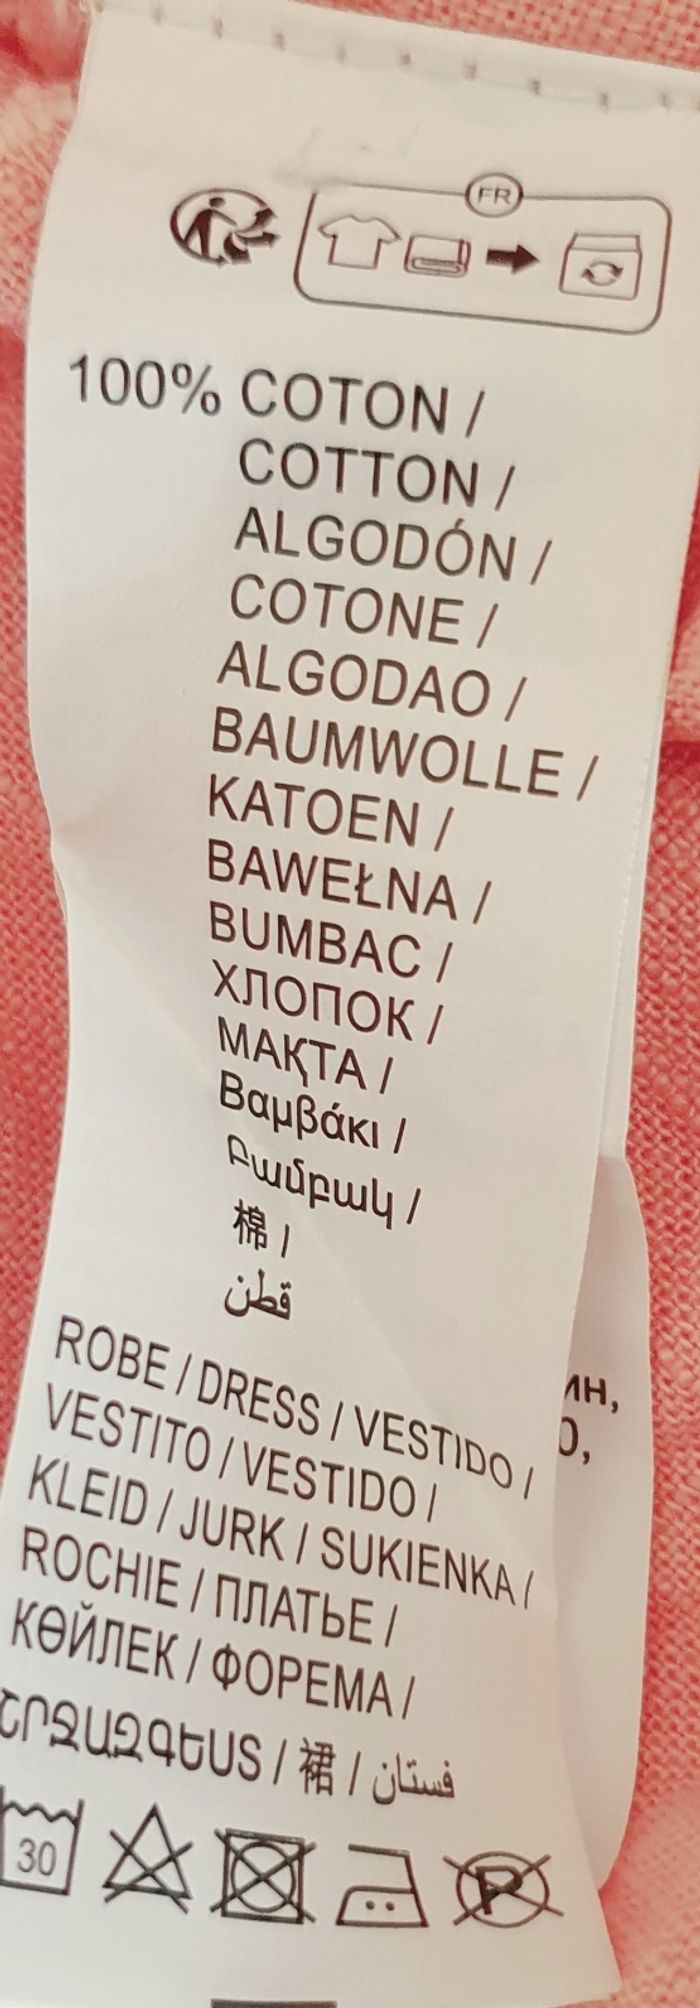 FR
100% COTON /
COTTON /
ALGODÓN /
COTONE /
ALGODAO /
BAUMWOLLE /
KATOEN /
BAWEŁNA /
BUMBAC /
ХЛОПОК /
МАҚТА /
Βαμβάκι /
Բամբակ /
棉 /
قطن
ROBE / DRESS / VESTIDO /
VESTITO / VESTIDO /
KLEID / JURK / SUKIENKA /
ROCHIE / ПЛАТЬЕ /
КӨЙЛЕК / ΦΟΡΕΜΑ /
ՇՐՋԱԶԳԵՍՏ / 裙 / فستان
30
P